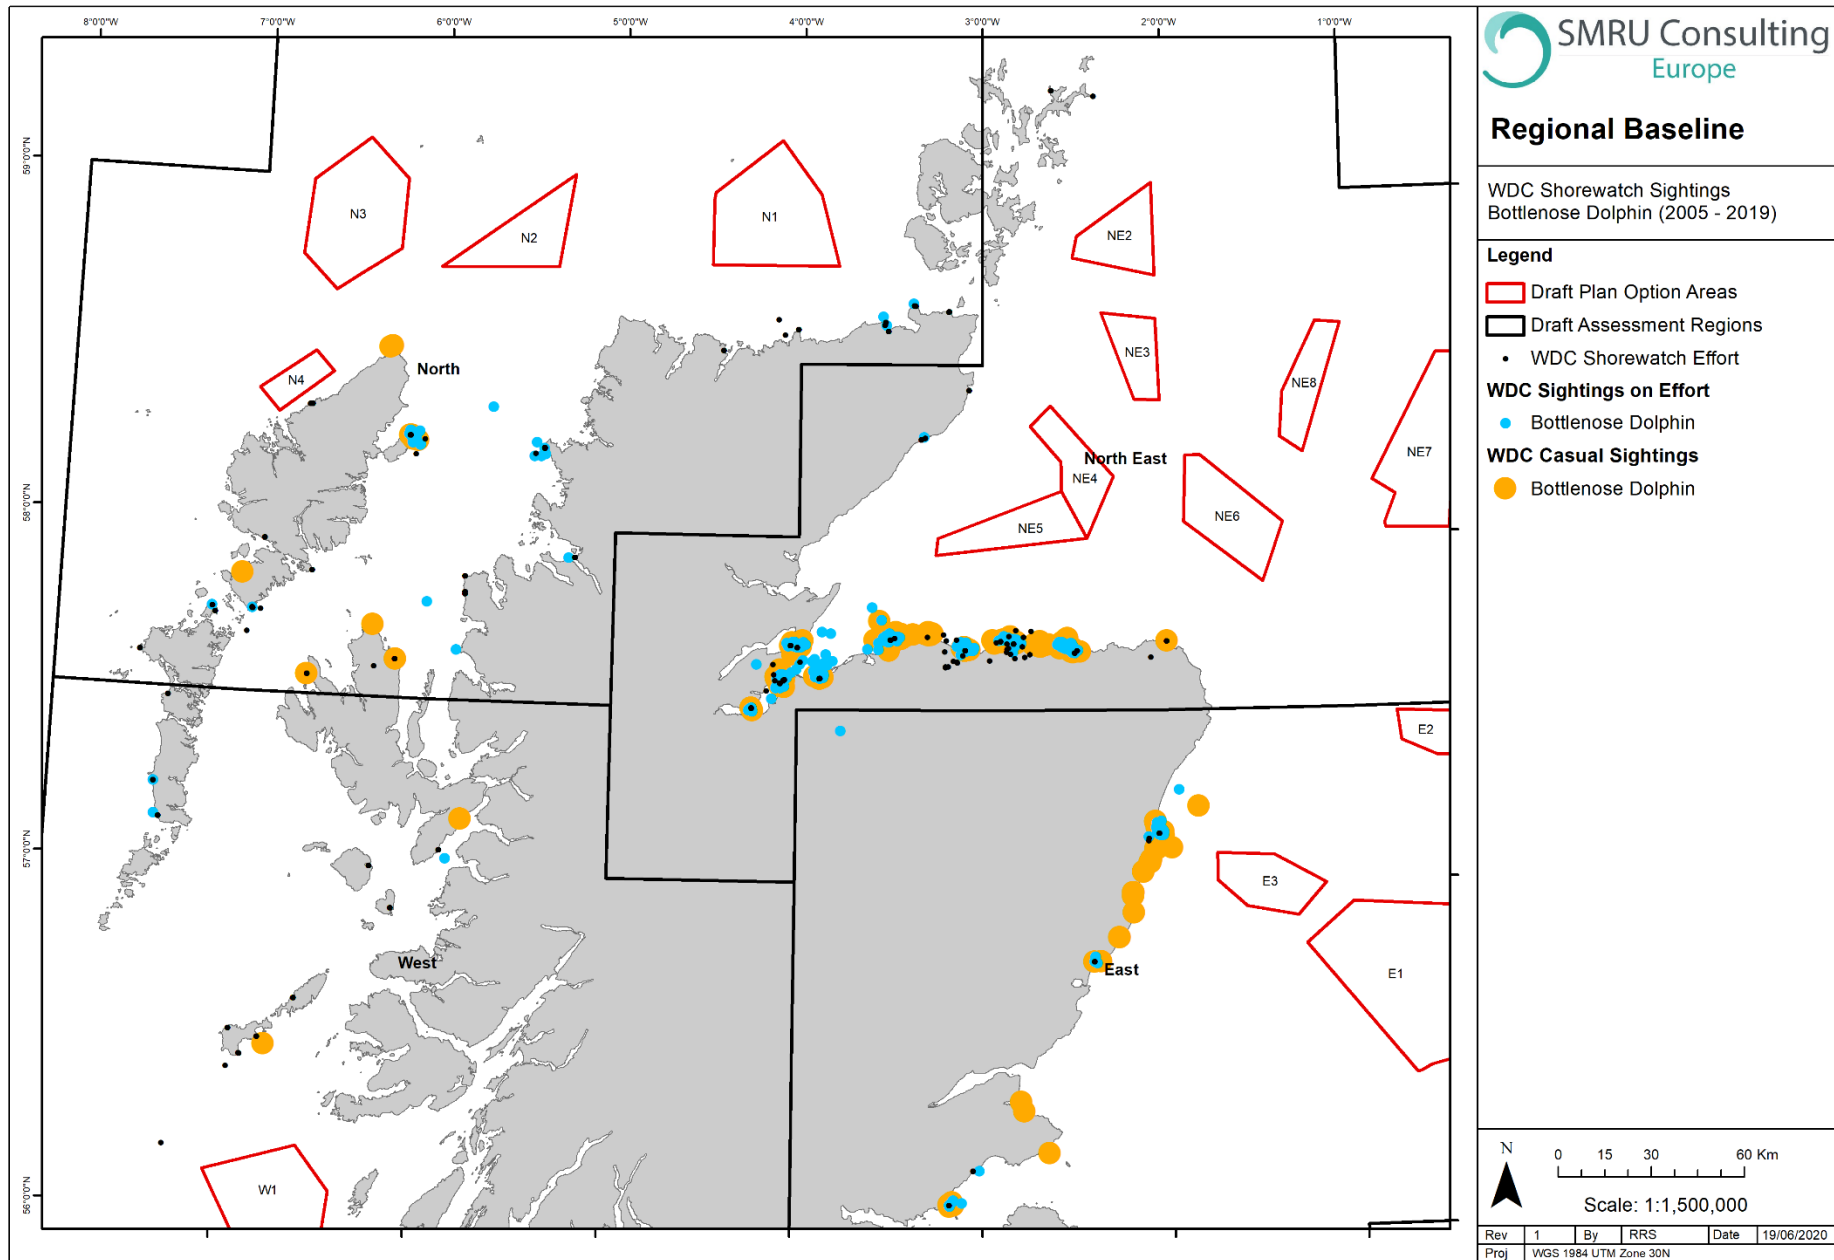 8°0'0"W 7°0'0"W 6°0'0"W 5°0'0"W 4°0'0"W 3°0'0"W 2°0'0"W 1°0'0"W
59°0'0"N
58°0'0"N
57°0'0"N
56°0'0"N
N3
N2
N1
NE2
N4
North
NE3
NE8
NE7
North East
NE4
NE5
NE6
E2
E3
E1
West
East
W1
SMRU Consulting
Europe
Regional Baseline
WDC Shorewatch Sightings
Bottlenose Dolphin (2005 - 2019)
Legend
Draft Plan Option Areas
Draft Assessment Regions
WDC Shorewatch Effort
WDC Sightings on Effort
Bottlenose Dolphin
WDC Casual Sightings
Bottlenose Dolphin
N
0 15 30 60 Km
Scale: 1:1,500,000
Rev 1 By RRS Date 19/06/2020
Proj WGS 1984 UTM Zone 30N